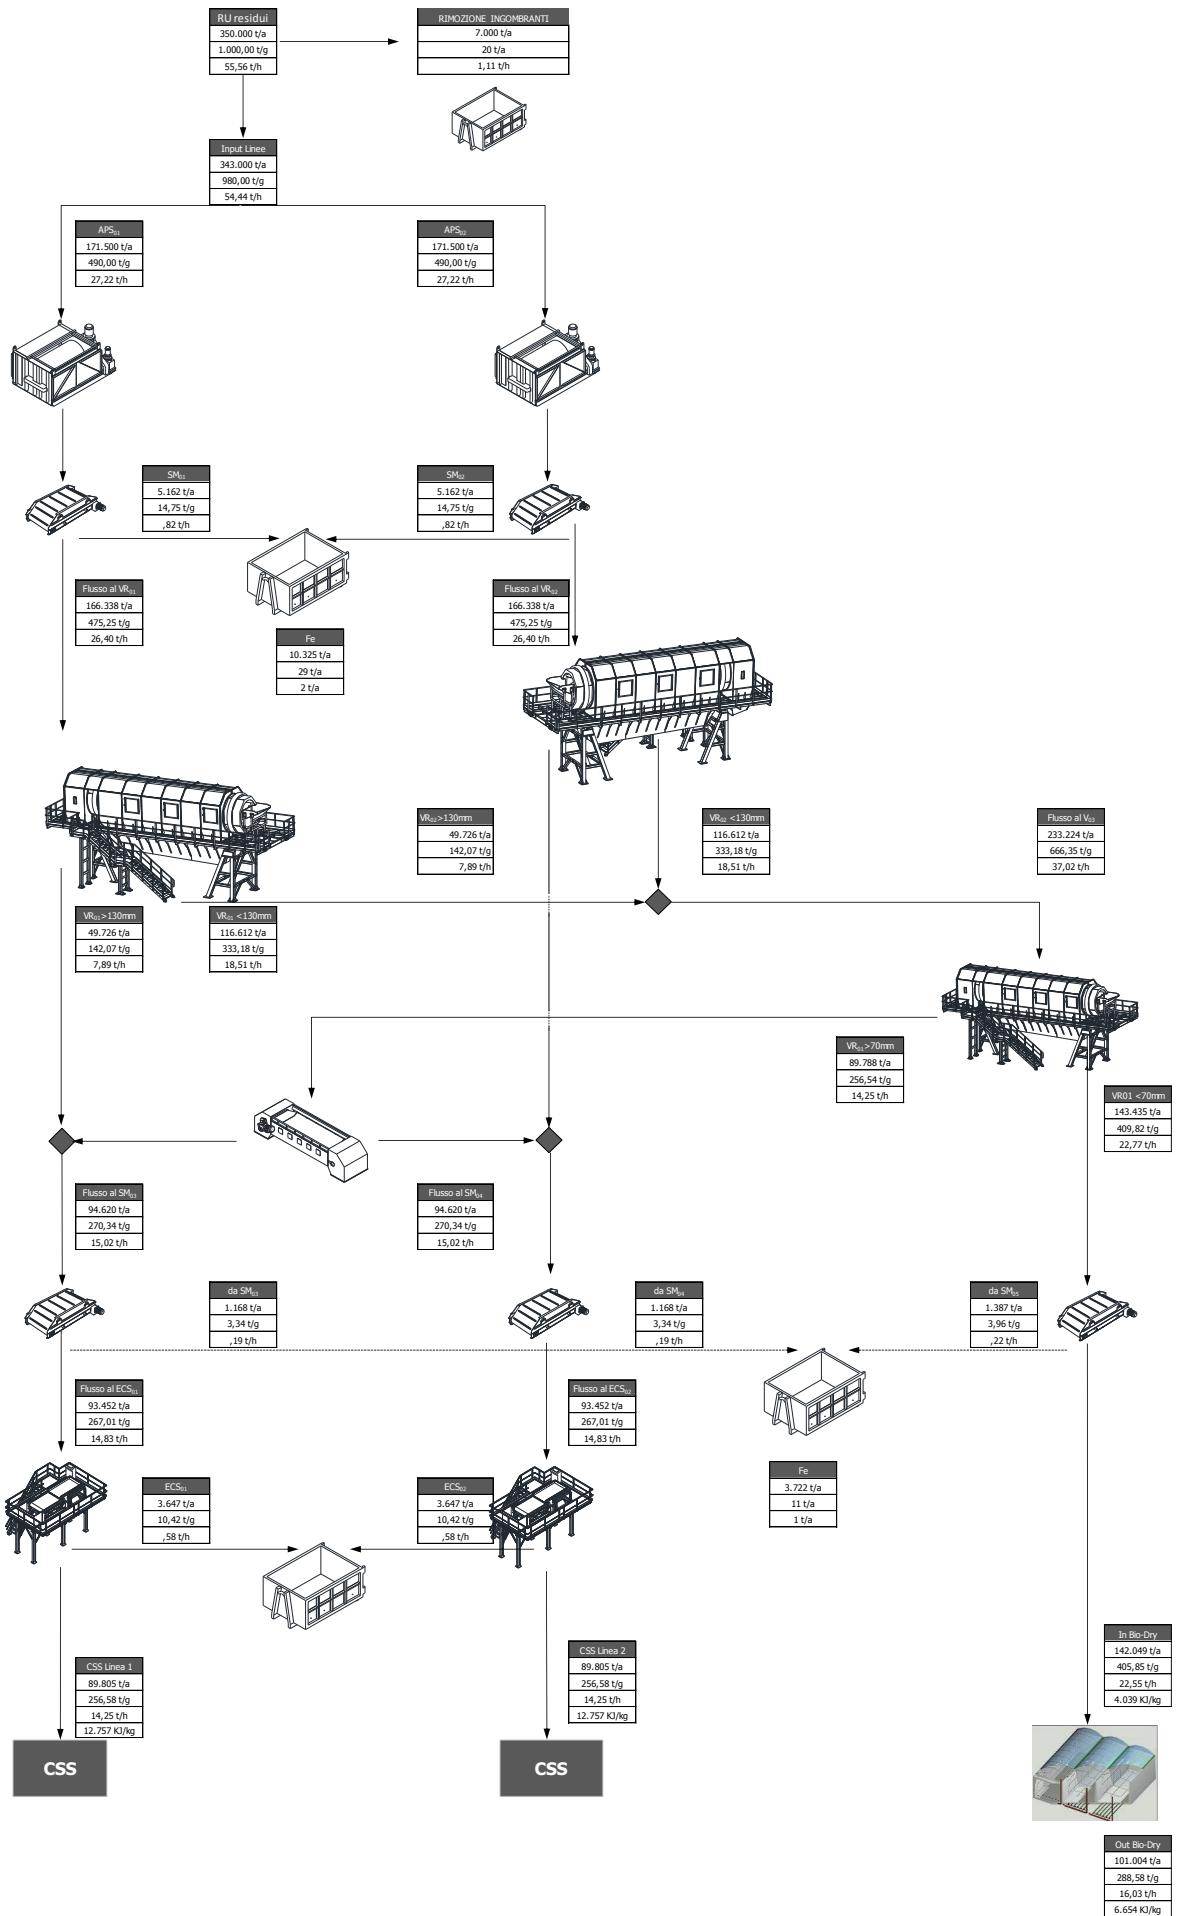 RU residui
350.000 t/a
1.000,00 t/g
55,56 t/h
RIMOZIONE INGOMBRANTI
7.000 t/a
20 t/a
1,11 t/h
Input Linee
343.000 t/a
980,00 t/g
54,44 t/h
APS01
171.500 t/a
490,00 t/g
27,22 t/h
APS02
171.500 t/a
490,00 t/g
27,22 t/h
SM01
5.162 t/a
14,75 t/g
,82 t/h
SM02
5.162 t/a
14,75 t/g
,82 t/h
Flusso al VR01
166.338 t/a
475,25 t/g
26,40 t/h
Fe
10.325 t/a
29 t/a
2 t/a
Flusso al VR02
166.338 t/a
475,25 t/g
26,40 t/h
VR02>130mm
49.726 t/a
142,07 t/g
7,89 t/h
VR02 <130mm
116.612 t/a
333,18 t/g
18,51 t/h
Flusso al V03
233.224 t/a
666,35 t/g
37,02 t/h
VR01>130mm
49.726 t/a
142,07 t/g
7,89 t/h
VR01 <130mm
116.612 t/a
333,18 t/g
18,51 t/h
VR01>70mm
89.788 t/a
256,54 t/g
14,25 t/h
VR01 <70mm
143.435 t/a
409,82 t/g
22,77 t/h
Flusso al SM03
94.620 t/a
270,34 t/g
15,02 t/h
Flusso al SM04
94.620 t/a
270,34 t/g
15,02 t/h
da SM03
1.168 t/a
3,34 t/g
,19 t/h
da SM04
1.168 t/a
3,34 t/g
,19 t/h
da SM05
1.387 t/a
3,96 t/g
,22 t/h
Flusso al ECS01
93.452 t/a
267,01 t/g
14,83 t/h
Flusso al ECS02
93.452 t/a
267,01 t/g
14,83 t/h
Fe
3.722 t/a
11 t/a
1 t/a
ECS01
3.647 t/a
10,42 t/g
,58 t/h
ECS02
3.647 t/a
10,42 t/g
,58 t/h
CSS Linea 1
89.805 t/a
256,58 t/g
14,25 t/h
12.757 KJ/kg
CSS Linea 2
89.805 t/a
256,58 t/g
14,25 t/h
12.757 KJ/kg
In Bio-Dry
142.049 t/a
405,85 t/g
22,55 t/h
4.039 KJ/kg
CSS
CSS
Out Bio-Dry
101.004 t/a
288,58 t/g
16,03 t/h
6.654 KJ/kg